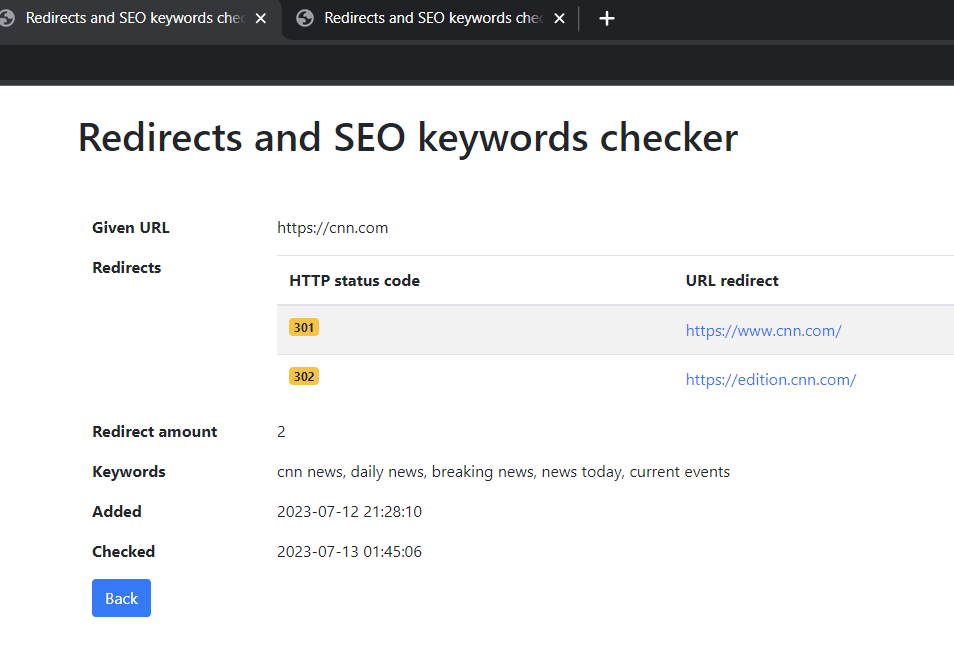 Redirects and SEO keywords chec Redirects and SEO keywords chec
Redirects and SEO keywords checker
Given URL https://cnn.com
Redirects HTTP status code URL redirect
301 https://www.cnn.com/
302 https://edition.cnn.com/
Redirect amount 2
Keywords cnn news, daily news, breaking news, news today, current events
Added 2023-07-12 21:28:10
Checked 2023-07-13 01:45:06
Back